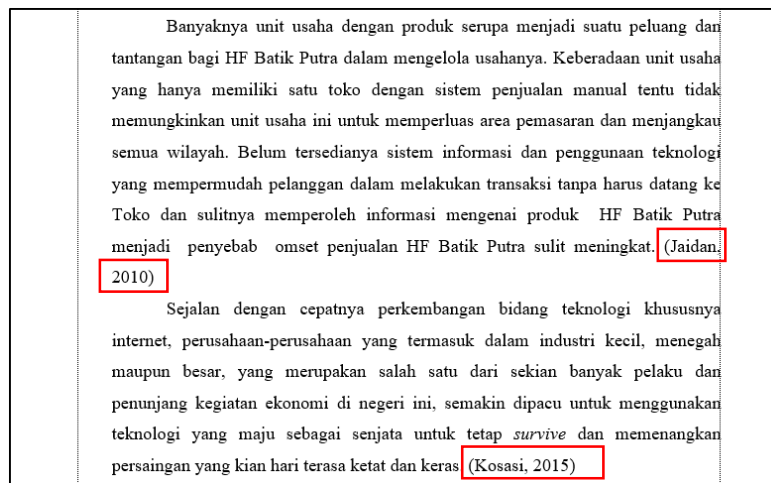 Banyaknya unit usaha dengan produk serupa menjadi suatu peluang dan
tantangan bagi HF Batik Putra dalam mengelola usahanya. Keberadaan unit usaha
yang hanya memiliki satu toko dengan sistem penjualan manual tentu tidak
memungkinkan unit usaha ini untuk memperluas area pemasaran dan menjangkau
semua wilayah. Belum tersedianya sistem informasi dan penggunaan teknologi
yang mempermudah pelanggan dalam melakukan transaksi tanpa harus datang ke
Toko dan sulitnya memperoleh informasi mengenai produk HF Batik Putra
menjadi penyebab omset penjualan HF Batik Putra sulit meningkat. (Jaidan,
2010)
Sejalan dengan cepatnya perkembangan bidang teknologi khususnya
internet, perusahaan-perusahaan yang termasuk dalam industri kecil, menegah
maupun besar, yang merupakan salah satu dari sekian banyak pelaku dan
penunjang kegiatan ekonomi di negeri ini, semakin dipacu untuk menggunakan
teknologi yang maju sebagai senjata untuk tetap survive dan memenangkan
persaingan yang kian hari terasa ketat dan keras (Kosasi, 2015)